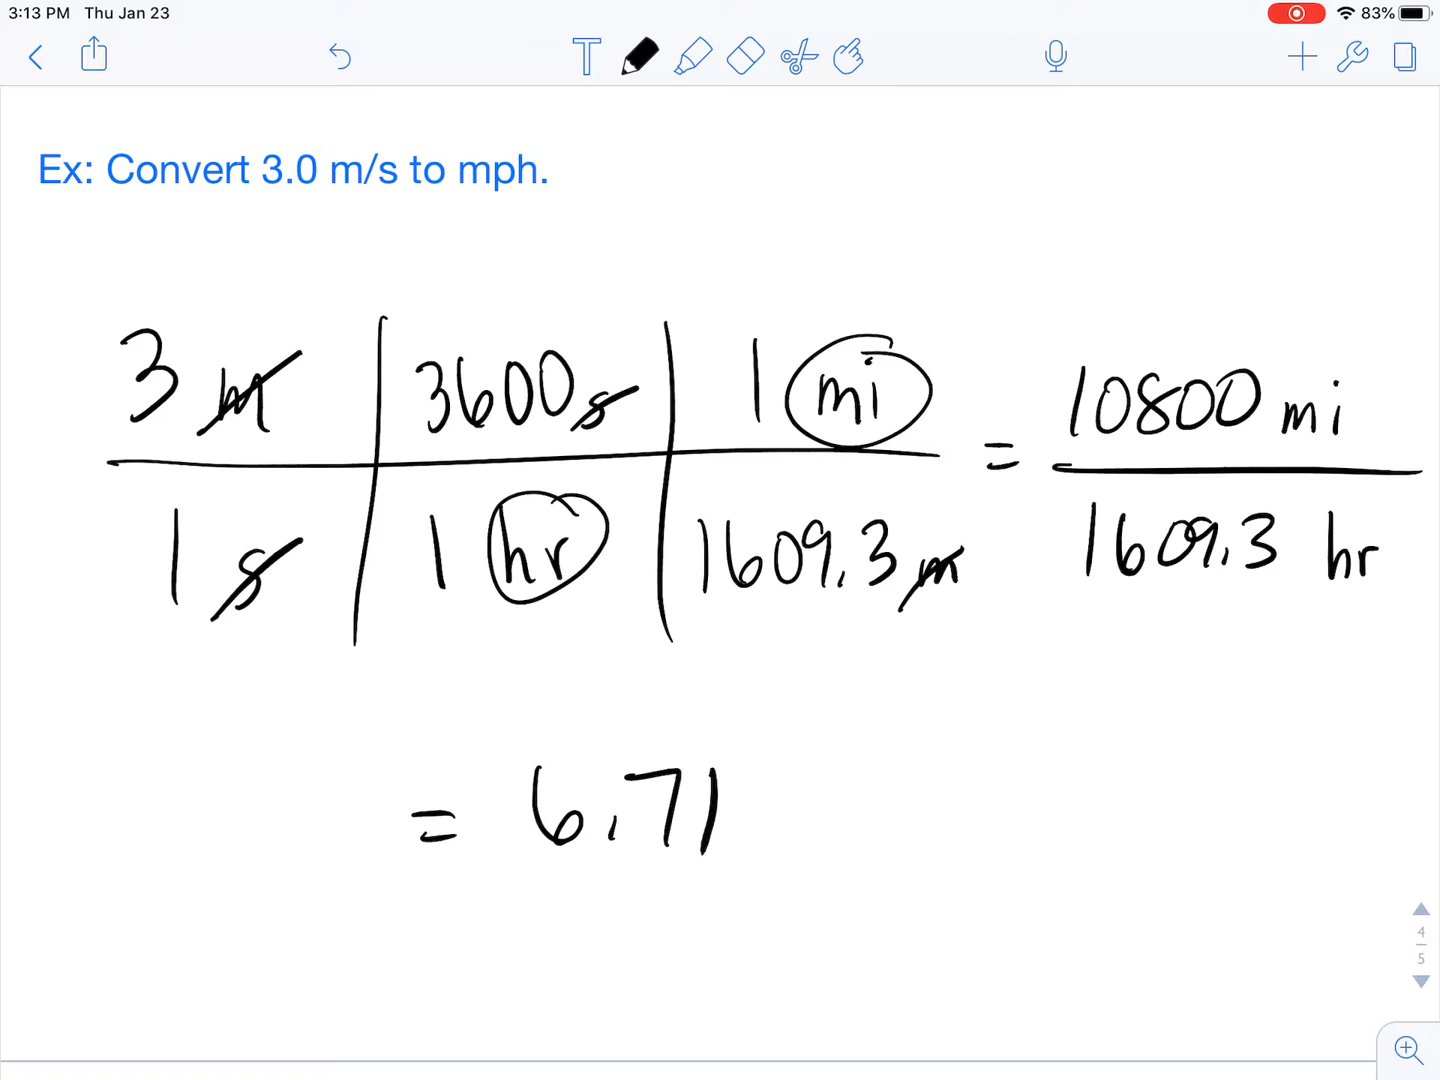 3:13 PM Thu Jan 23 83%
T
Ex: Convert 3.0 m/s to mph.
3 m 3600 s 1 mi = 10800 mi
1 s 1 hr 1609.3 m 1609.3 hr
= 6.71
4
5